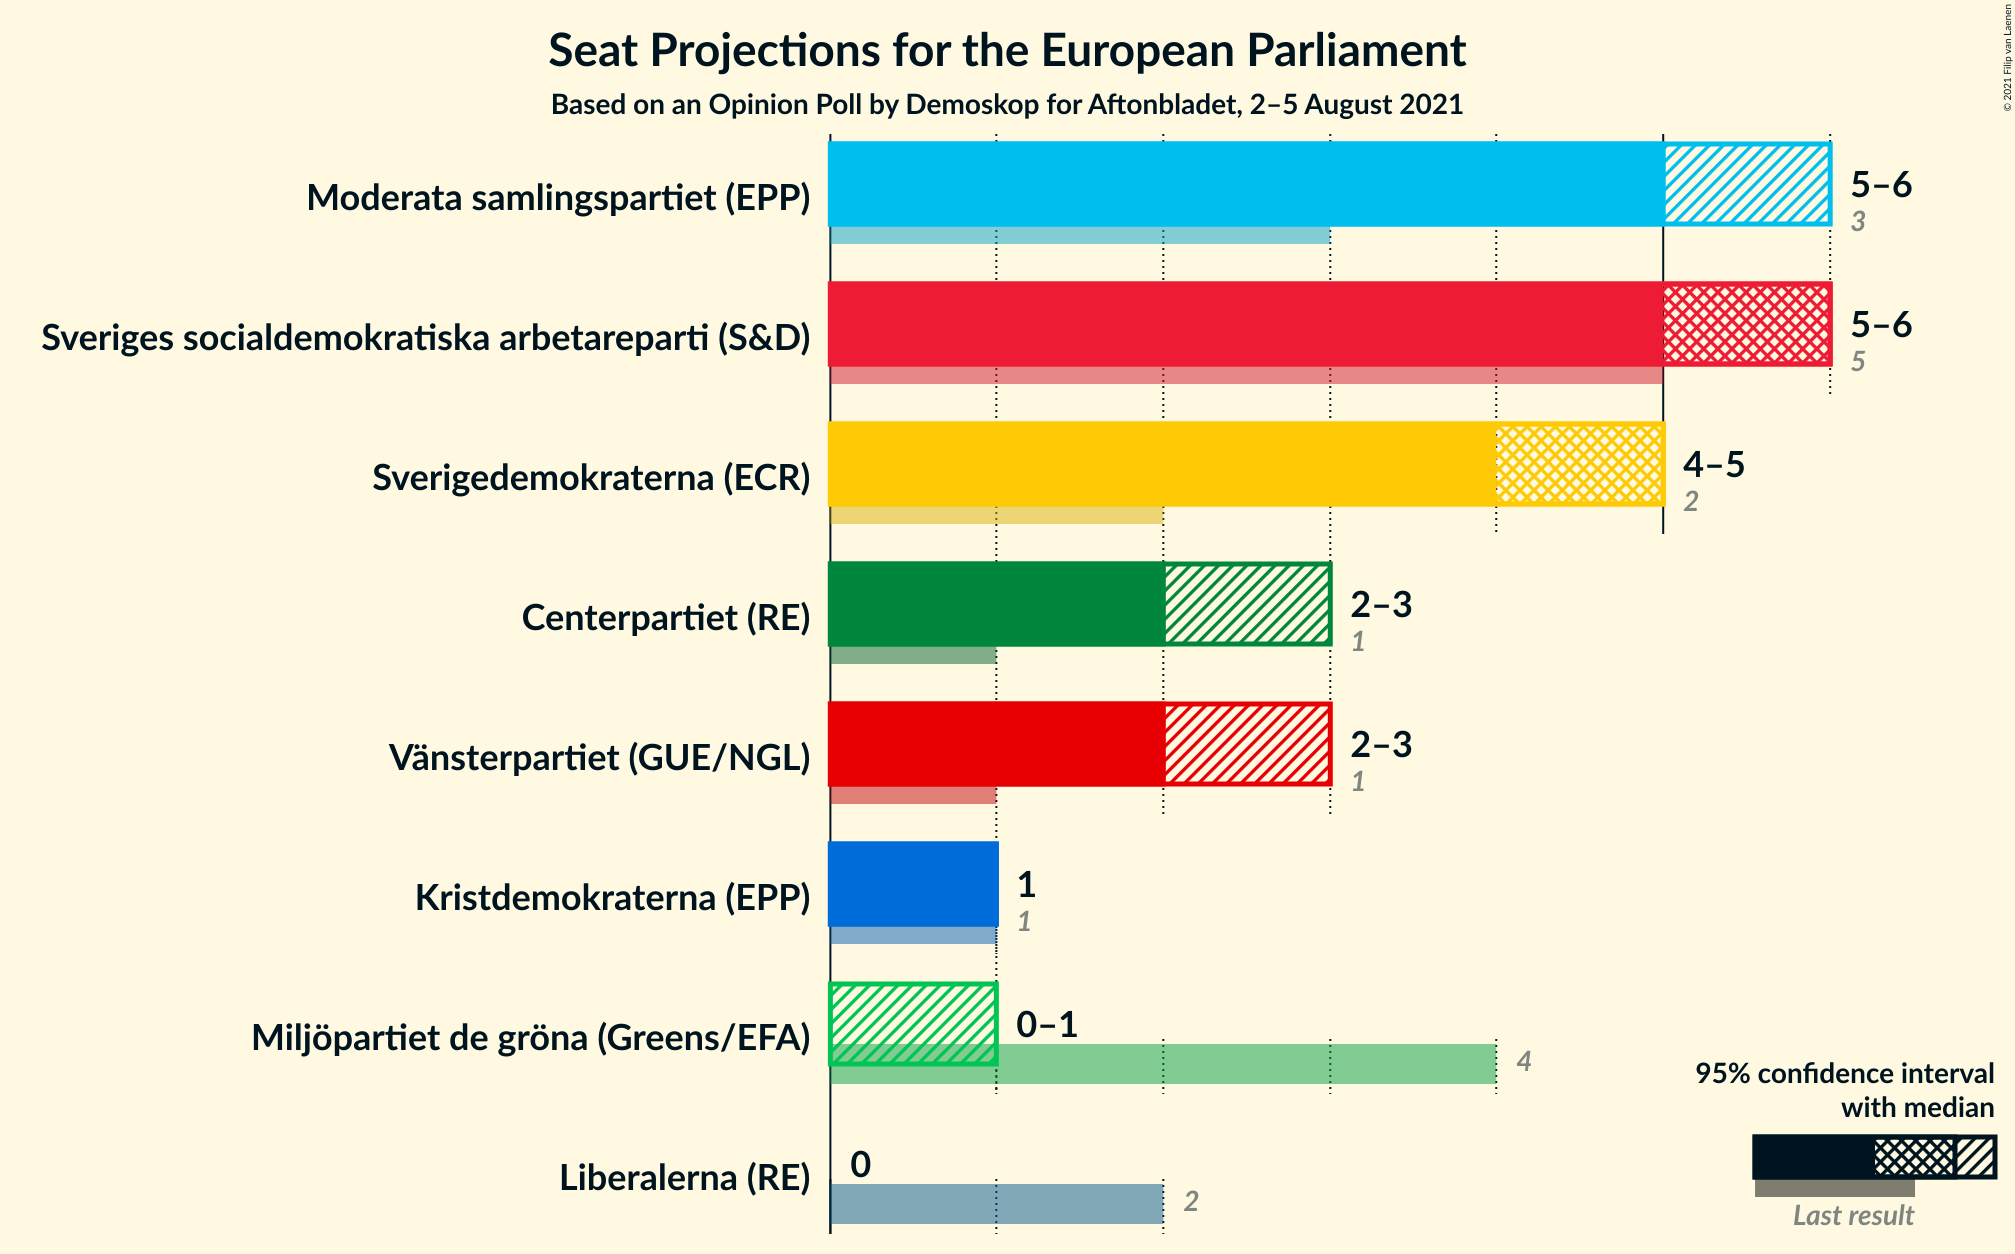 Seat Projections for the European Parliament
Based on an Opinion Poll by Demoskop for Aftonbladet, 2–5 August 2021
© 2021 Filip van Laenen
Moderata samlingspartiet (EPP)
5–6
3
Sveriges socialdemokratiska arbetareparti (S&D)
5–6
5
Sverigedemokraterna (ECR)
4–5
2
Centerpartiet (RE)
2–3
1
Vänsterpartiet (GUE/NGL)
2–3
1
Kristdemokraterna (EPP)
1
1
Miljöpartiet de gröna (Greens/EFA)
0–1
4
Liberalerna (RE)
0
2
95% confidence interval
with median
Last result